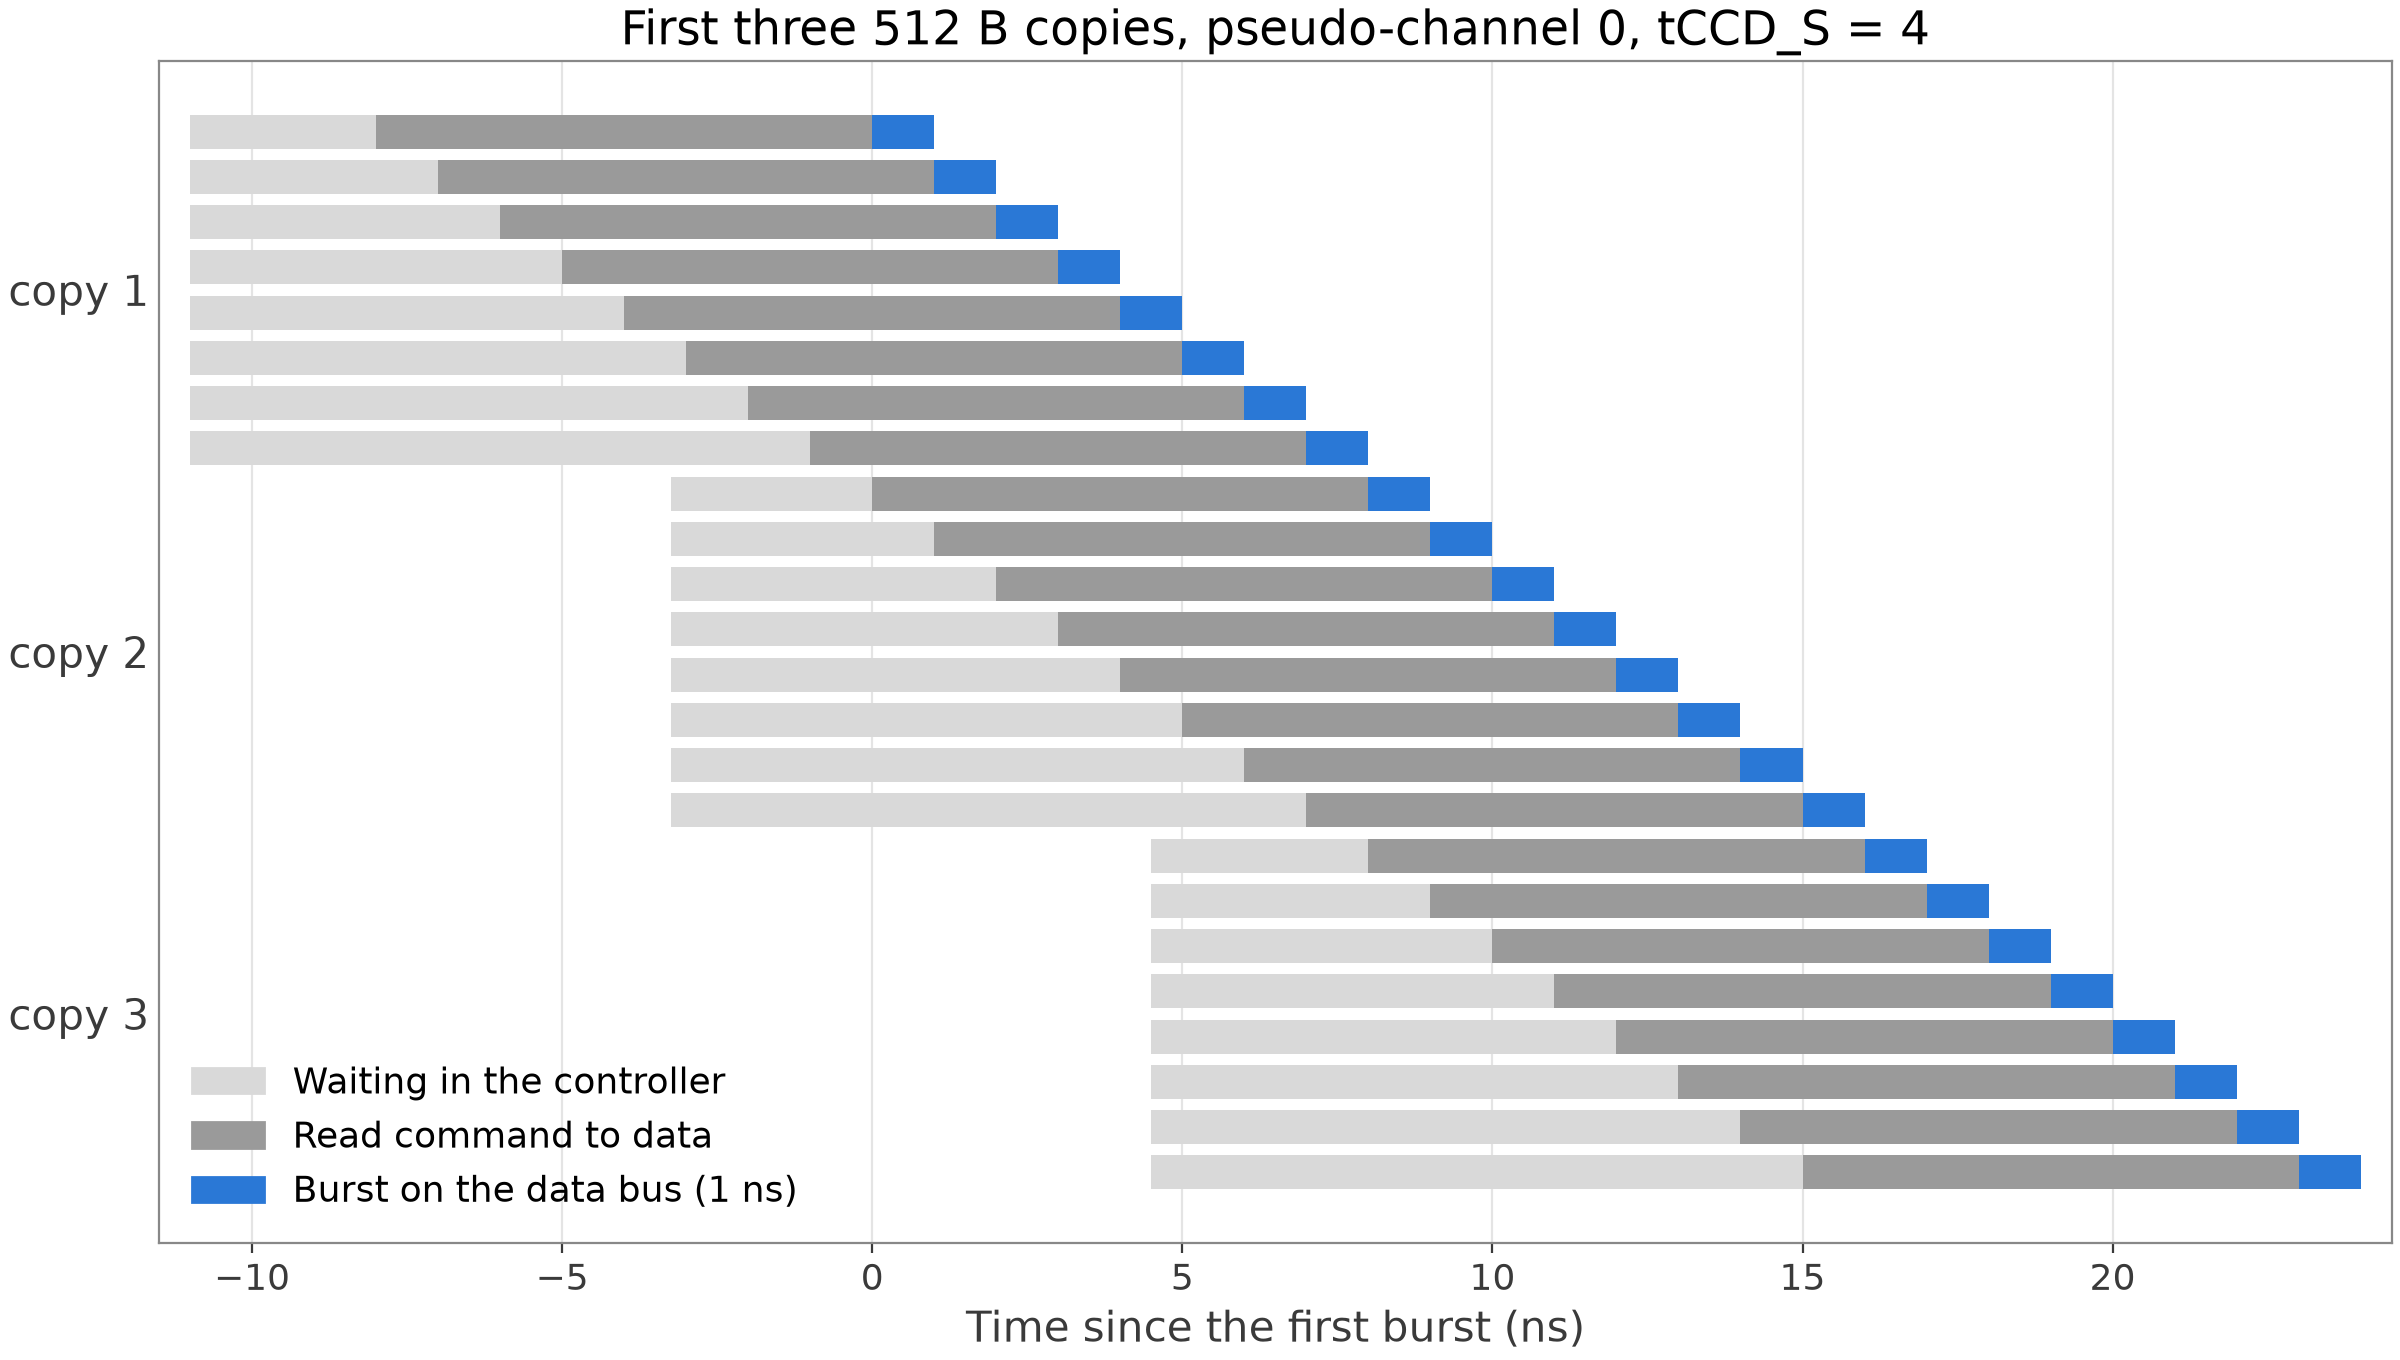 First three 512 B copies, pseudo-channel 0, tCCD_S = 4
copy 1
copy 2
copy 3
Waiting in the controller
Read command to data
Burst on the data bus (1 ns)
−10 −5 0 5 10 15 20
Time since the first burst (ns)